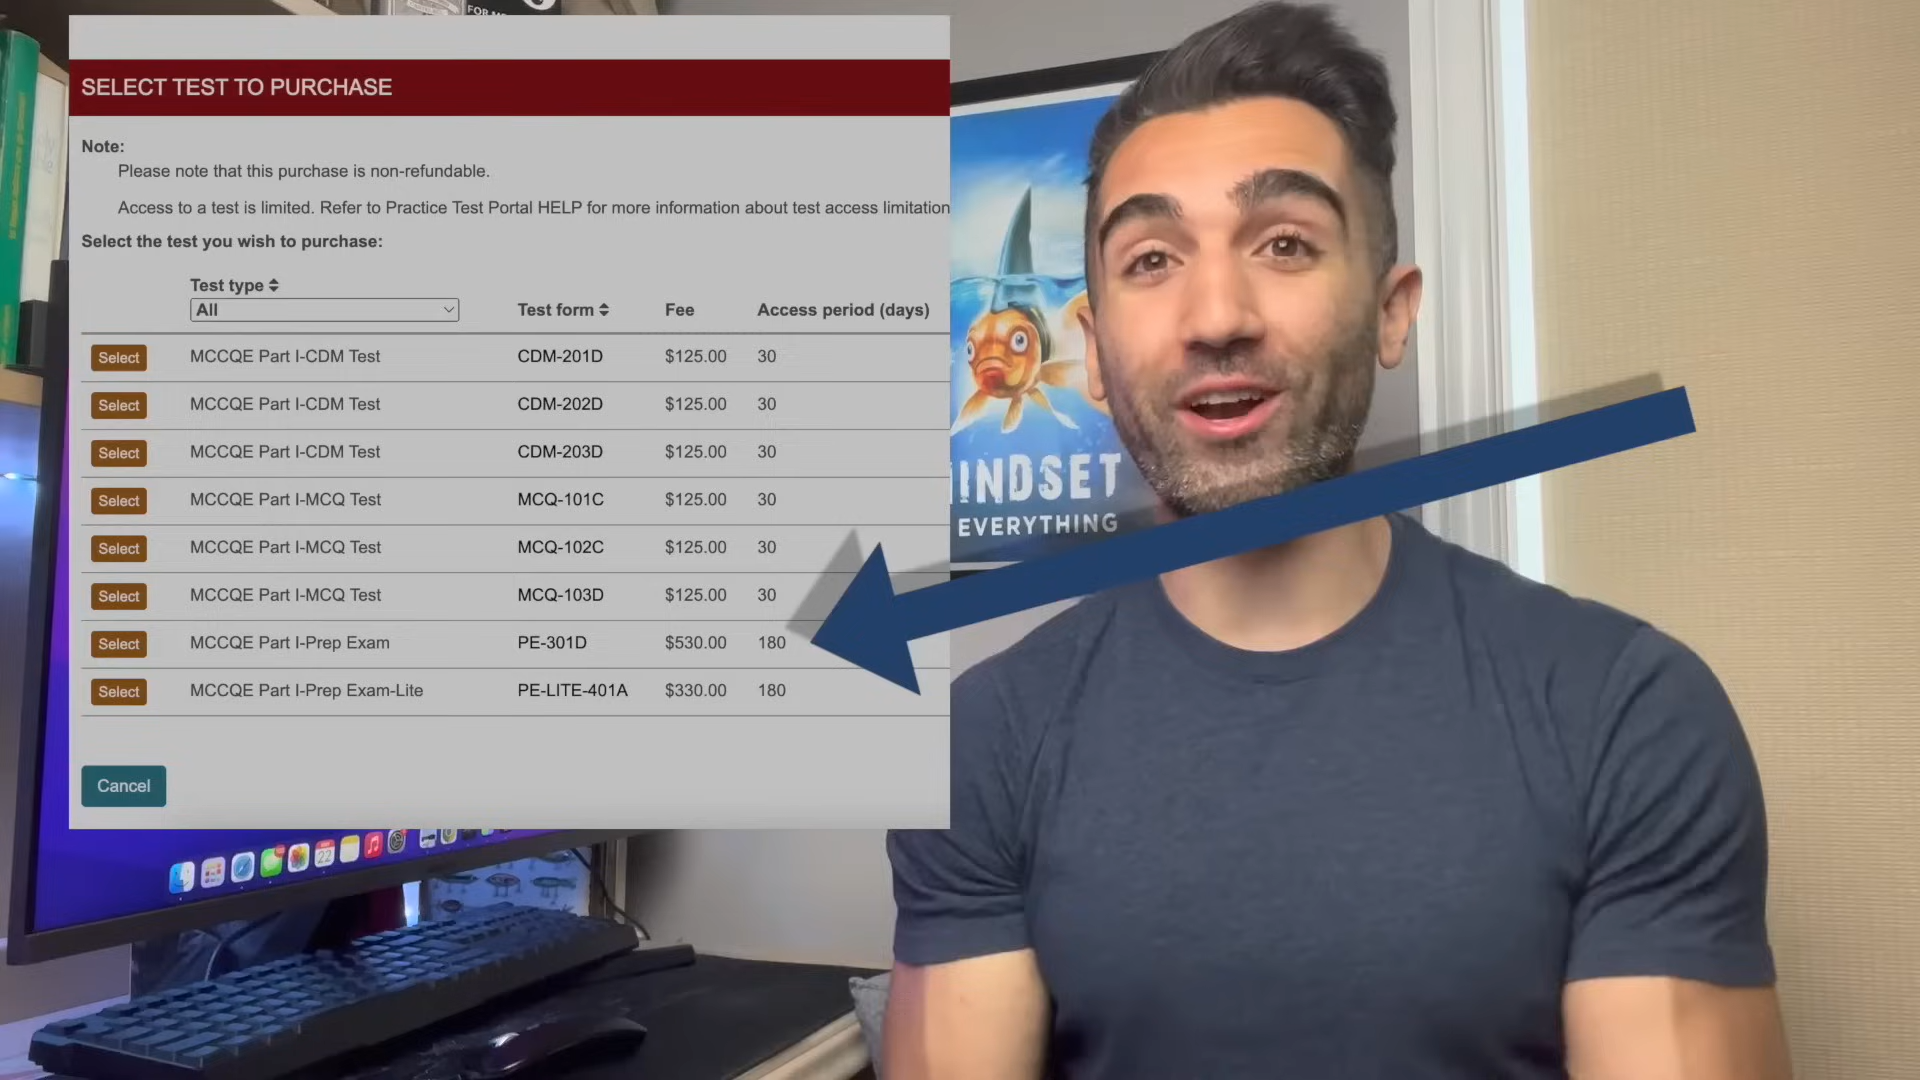 FOR
SELECT TEST TO PURCHASE
Note:
Please note that this purchase is non-refundable.
Access to a test is limited. Refer to Practice Test Portal HELP for more information about test access limitation
Select the test you wish to purchase:
Test type
All Test form Fee Access period (days)
Select MCCQE Part I-CDM Test CDM-201D $125.00 30
Select MCCQE Part I-CDM Test CDM-202D $125.00 30
Select MCCQE Part I-CDM Test CDM-203D $125.00 30
Select MCCQE Part I-MCQ Test MCQ-101C $125.00 30
Select MCCQE Part I-MCQ Test MCQ-102C $125.00 30
Select MCCQE Part I-MCQ Test MCQ-103D $125.00 30
Select MCCQE Part I-Prep Exam PE-301D $530.00 180
Select MCCQE Part I-Prep Exam-Lite PE-LITE-401A $330.00 180
Cancel
INDSET
EVERYTHING
22